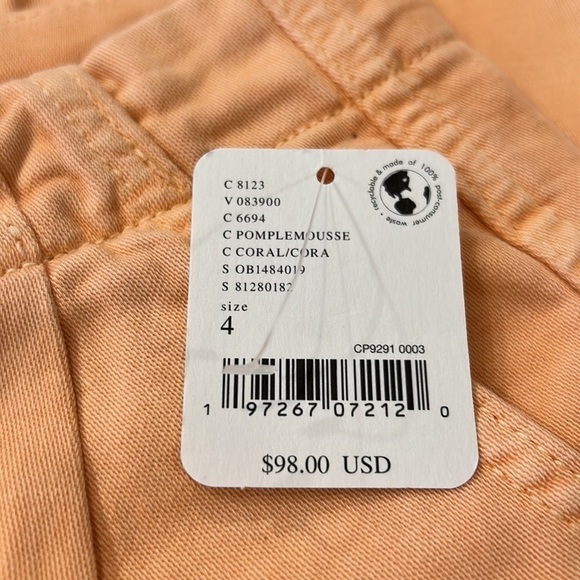 C 8123
V 083900
C 6694
C POMPLEMOUSSE
C CORAL/CORA
S OB1484019
S 81280182
size
4
recyclable & made of 100% post-consumer waste •
CP9291 0003
1 97267 07212 0
$98.00 USD